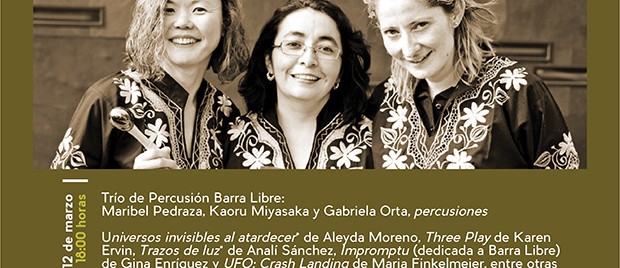 12 de marzo
18:00 horas
Trío de Percusión Barra Libre:
Maribel Pedraza, Kaoru Miyasaka y Gabriela Orta, percusiones
Universos invisibles al atardecer* de Aleyda Moreno, Three Play de Karen
Ervin, Trazos de luz* de Analí Sánchez, Impromptu (dedicada a Barra Libre)
de Gina Enríquez y UFO: Crash Landing de Maria Finkelmeier, entre otras